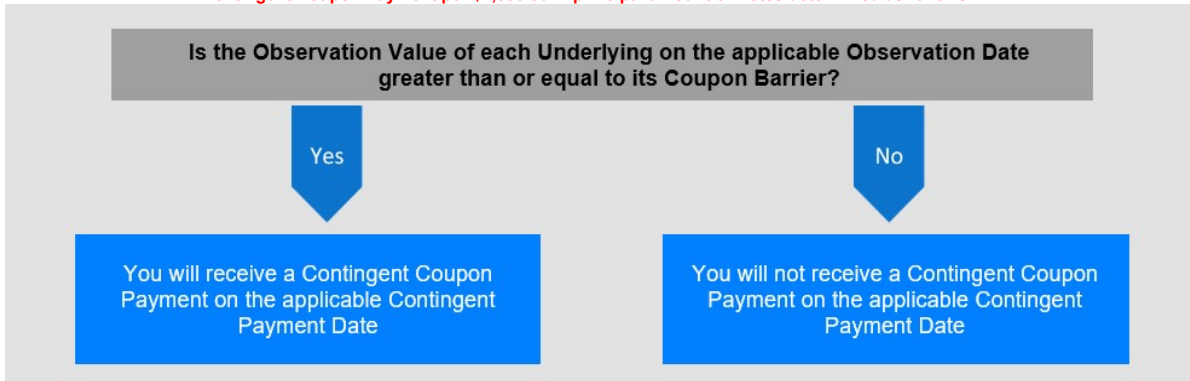 Is the Observation Value of each Underlying on the applicable Observation Date
greater than or equal to its Coupon Barrier?
Yes
No
You will receive a Contingent Coupon
Payment on the applicable Contingent
Payment Date
You will not receive a Contingent Coupon
Payment on the applicable Contingent
Payment Date